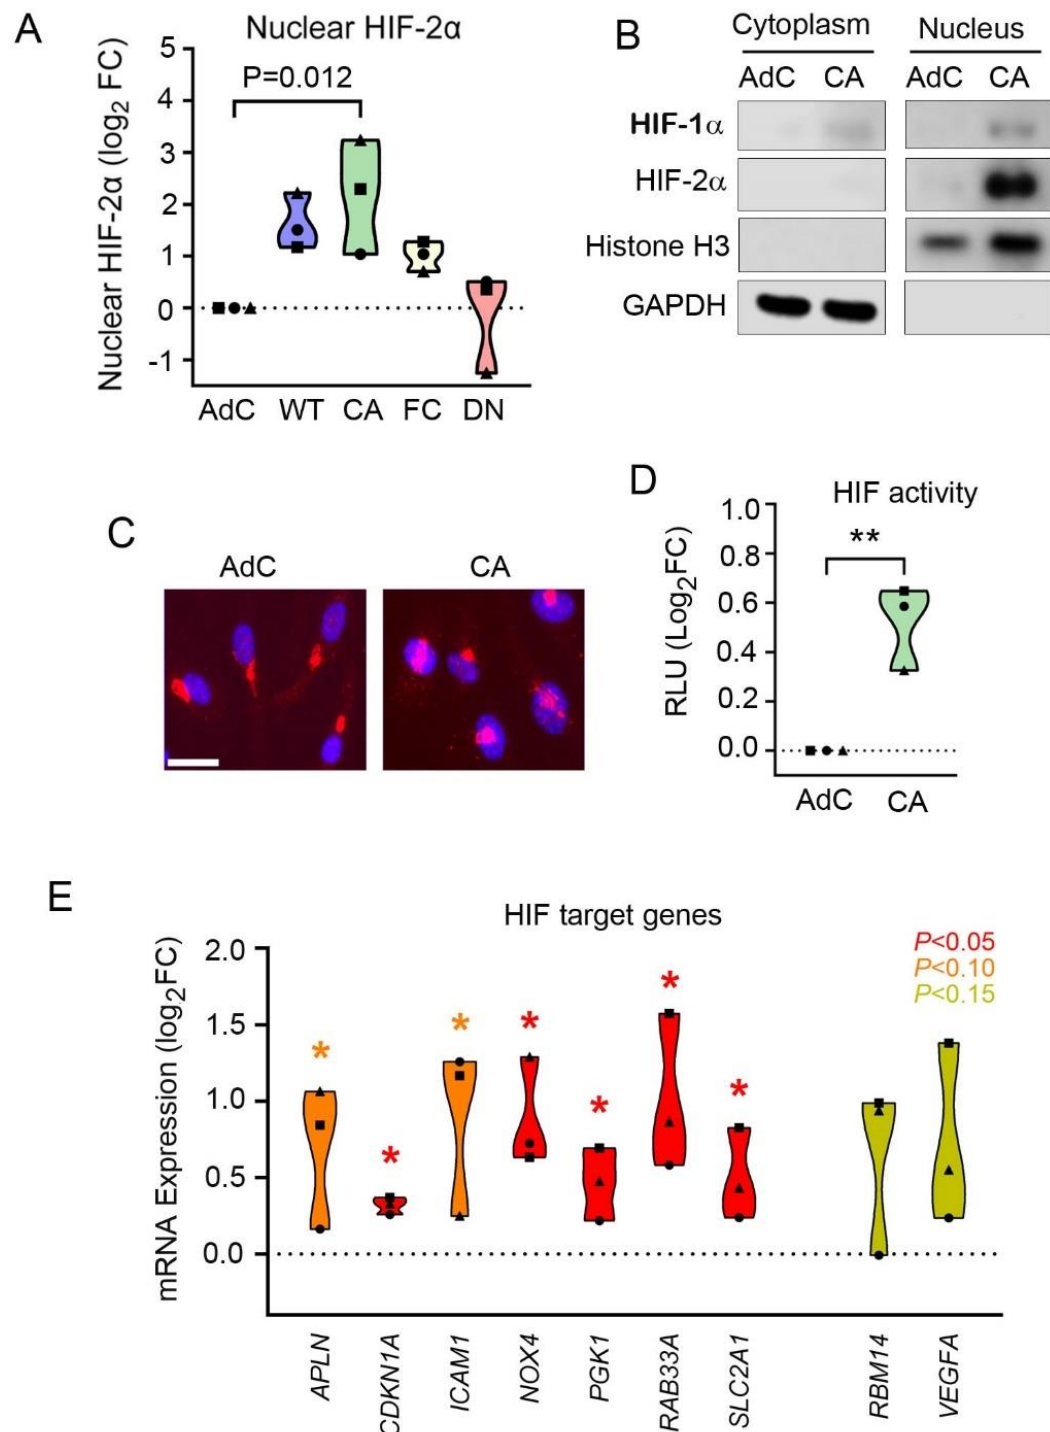 A
Nuclear HIF-2α
Nuclear HIF-2α (log2 FC)
5
4
3
2
1
0
-1
P=0.012
AdC WT CA FC DN
B
Cytoplasm Nucleus
AdC CA AdC CA
HIF-1α
HIF-2α
Histone H3
GAPDH
C
AdC CA
D
HIF activity
RLU (Log2FC)
1.0
0.8
0.6
0.4
0.2
0.0
**
AdC CA
E
HIF target genes
mRNA Expression (log2FC)
2.0
1.5
1.0
0.5
0.0
P<0.05
P<0.10
P<0.15
* * * * * * *
APLN
CDKN1A
ICAM1
NOX4
PGK1
RAB33A
SLC2A1
RBM14
VEGFA